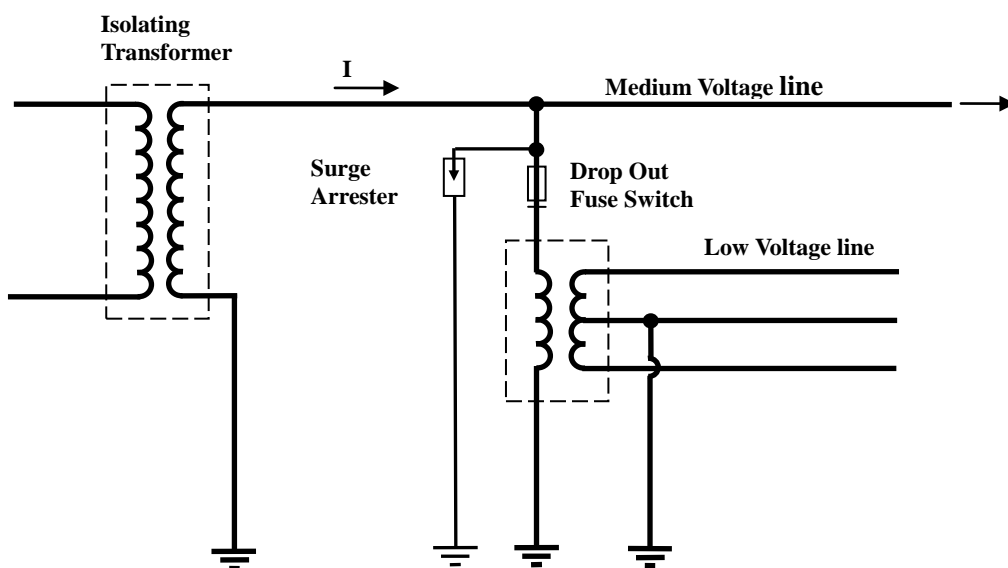 Isolating
Transformer
I
Medium Voltage line
Surge
Arrester
Drop Out
Fuse Switch
Low Voltage line